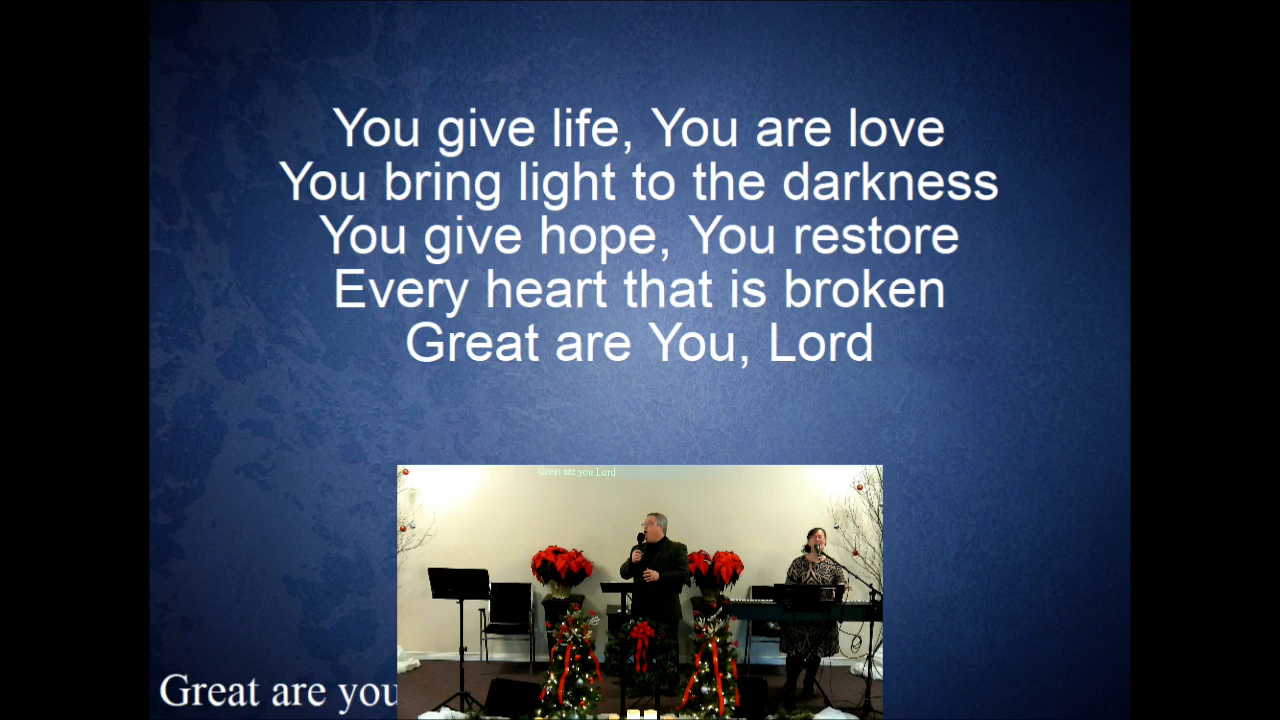 You give life, You are love
You bring light to the darkness
You give hope, You restore
Every heart that is broken
Great are You, Lord
Great are you Lord
Great are you